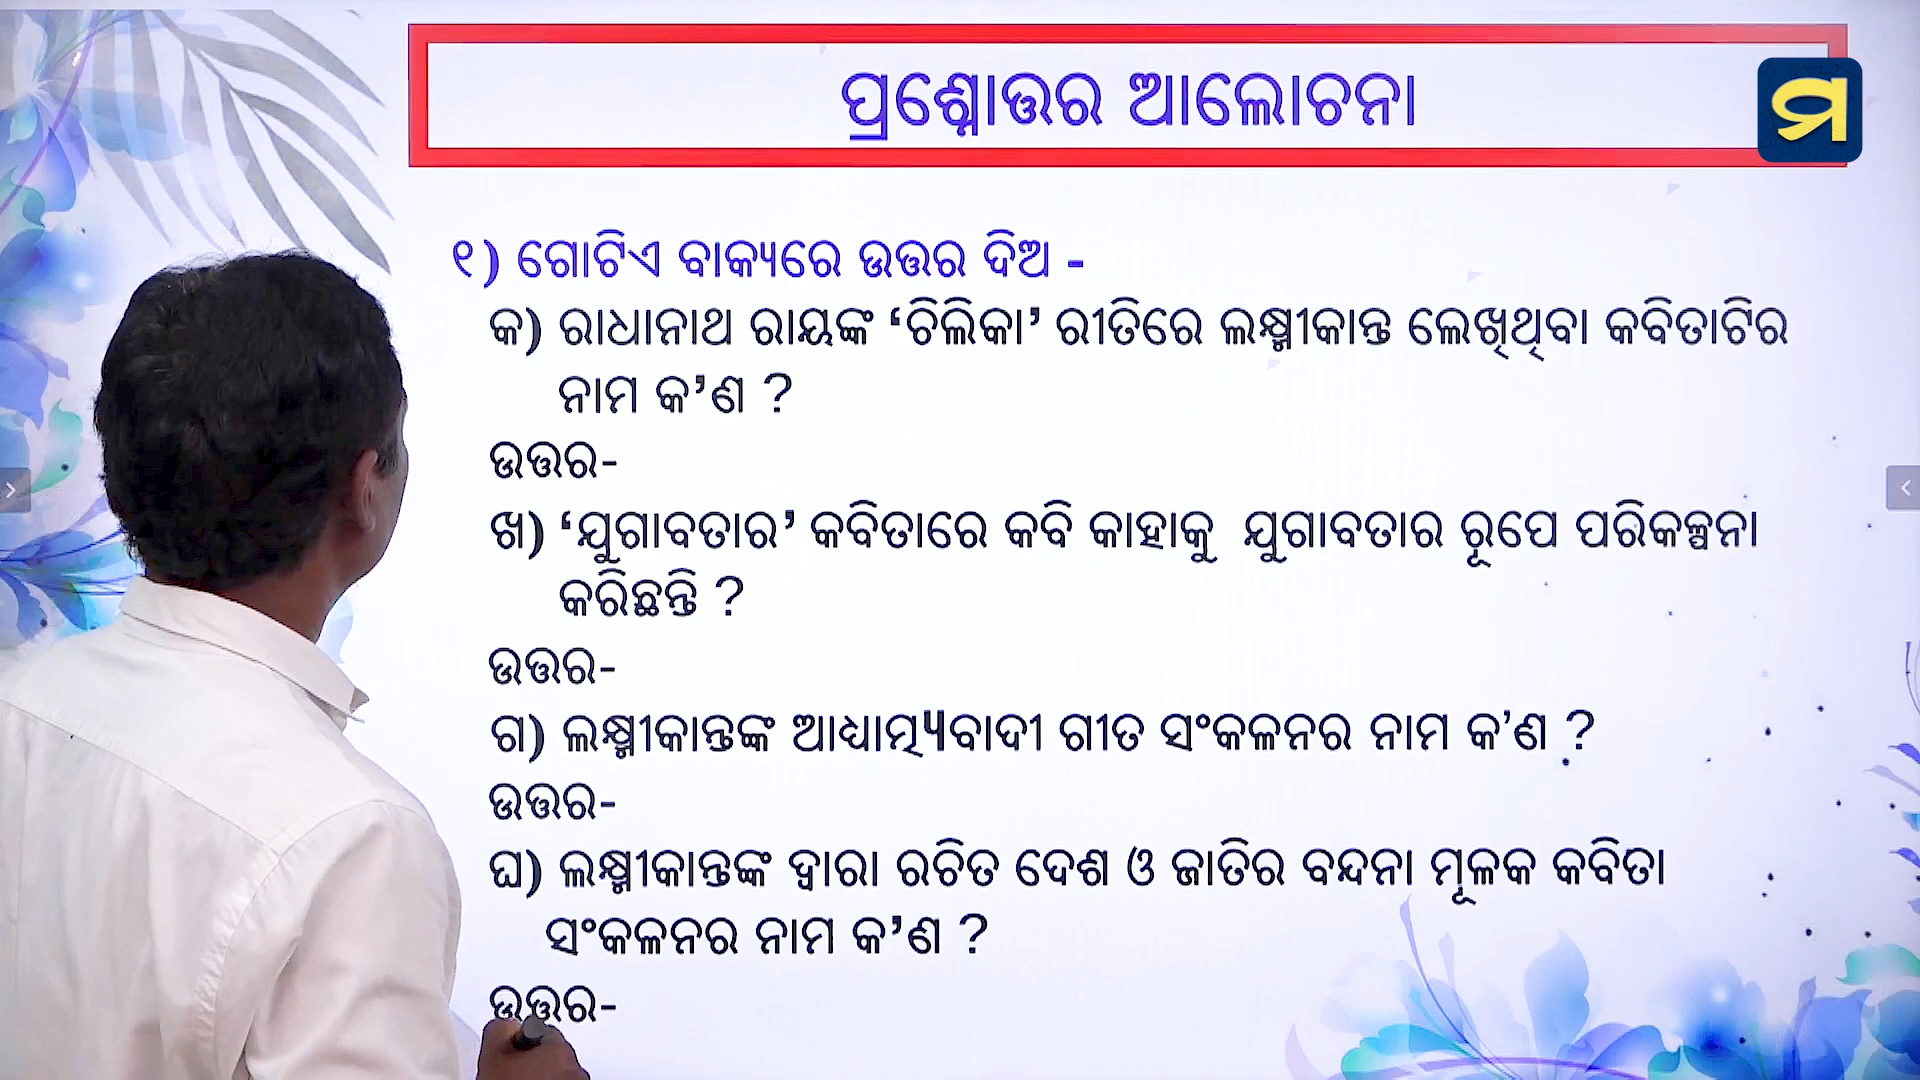 ପ୍ରଶ୍ନୋତ୍ତର ଆଲୋଚନା
ମ
୧) ଗୋଟିଏ ବାକ୍ୟରେ ଉତ୍ତର ଦିଅ -
କ) ରାଧାନାଥ ରାୟଙ୍କ ‘ଚିଲିକା’ ରୀତିରେ ଲକ୍ଷ୍ମୀକାନ୍ତ ଲେଖିଥିବା କବିତାଟିର
ନାମ କ’ଣ ?
ଉତ୍ତର-
ଖ) ‘ଯୁଗାବତାର’ କବିତାରେ କବି କାହାକୁ ଯୁଗାବତାର ରୂପେ ପରିକଳ୍ପନା
କରିଛନ୍ତି ?
ଉତ୍ତର-
ଗ) ଲକ୍ଷ୍ମୀକାନ୍ତଙ୍କ ଆଧ୍ୟାତ୍ମ୍ୟବାଦୀ ଗୀତ ସଂକଳନର ନାମ କ’ଣ ?
ଉତ୍ତର-
ଘ) ଲକ୍ଷ୍ମୀକାନ୍ତଙ୍କ ଦ୍ୱାରା ରଚିତ ଦେଶ ଓ ଜାତିର ବନ୍ଦନା ମୂଳକ କବିତା
ସଂକଳନର ନାମ କ’ଣ ?
ଉତ୍ତର-